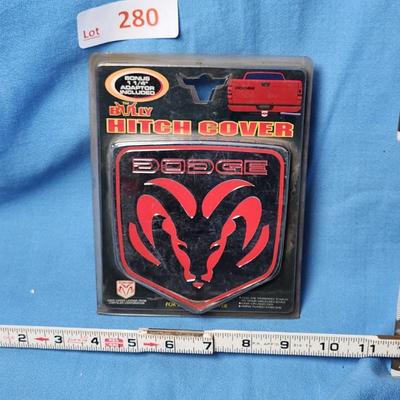 Lot 280
BONUS
1 1/4"
ADAPTOR
INCLUDED
BULLY
HITCH COVER
DODGE
2 3 4 5 6 7 8 9 10 11